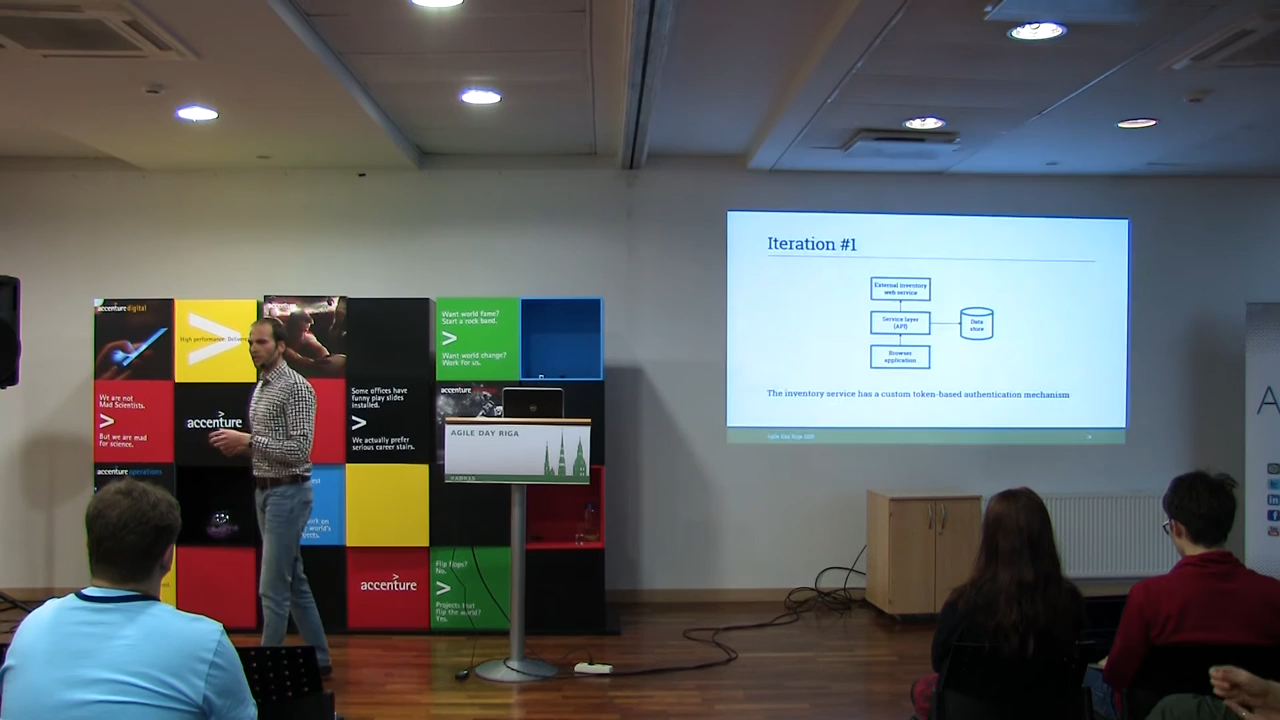 accenturedigital
High performance. Delivered.
accenture
We are not
Mad Scientists.
>
But we are mad
for science.
accenture
Some offices have
funny play slides
installed.
>
We actually prefer
serious career stairs.
Want world fame?
Start a rock band.
>
Want world change?
Work for us.
accenture
accentureoperations
accenture
Flip flops?
No.
>
Projects that
flip the world?
Yes.
AGILE DAY RIGA
Iteration #1
External inventory
web service
Service layer
(API)
Data
store
Browser
application
The inventory service has a custom token-based authentication mechanism
A